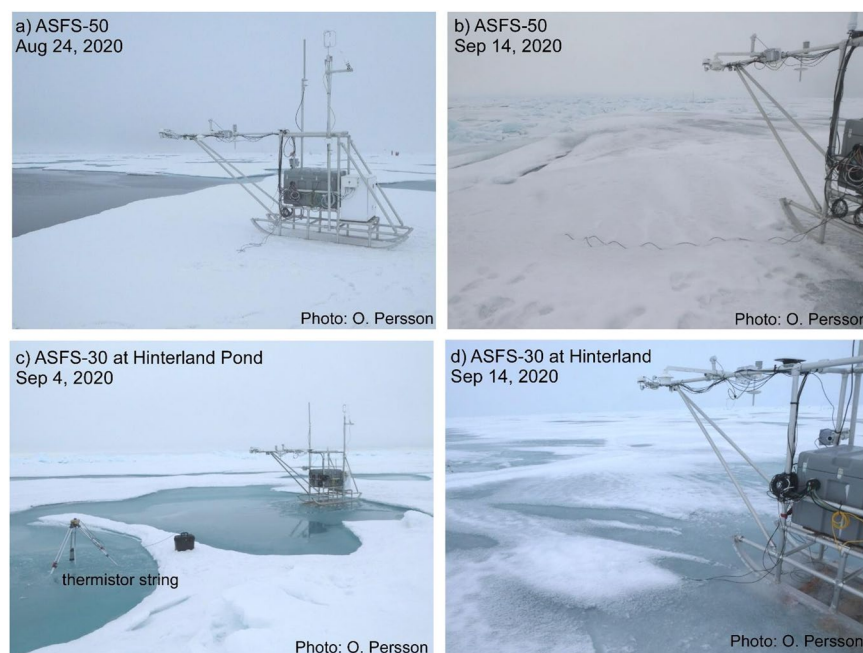 a) ASFS-50
Aug 24, 2020
Photo: O. Persson
b) ASFS-50
Sep 14, 2020
Photo: O. Persson
c) ASFS-30 at Hinterland Pond
Sep 4, 2020
thermistor string
Photo: O. Persson
d) ASFS-30 at Hinterland
Sep 14, 2020
Photo: O. Persson